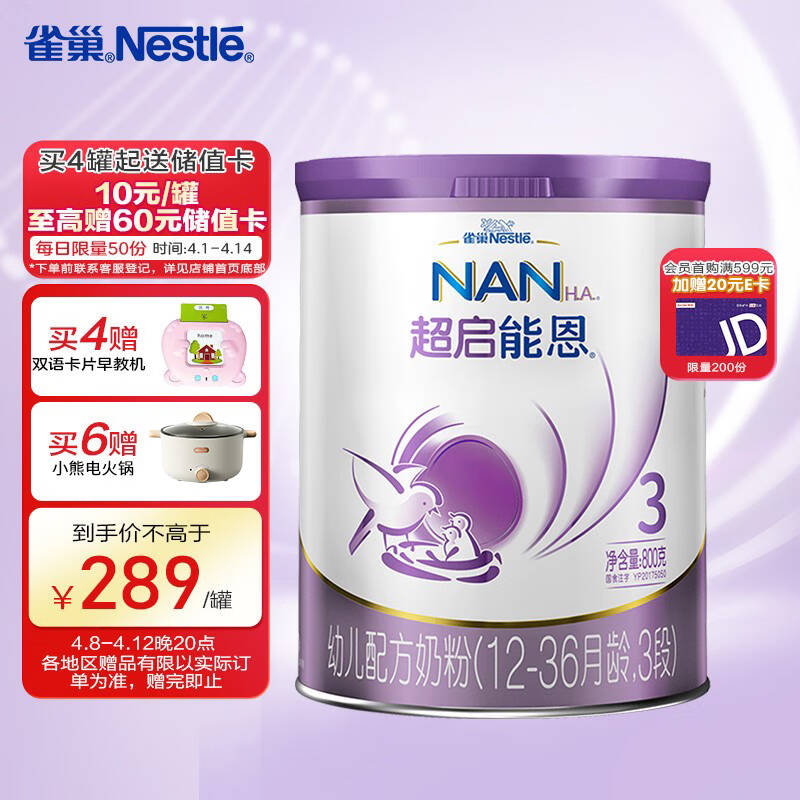 雀巢®Nestlé®
买4罐起送储值卡
10元/罐
至高赠60元储值卡
每日限量50份 时间:4.1-4.14
*下单前联系客服登记，详见店铺首页底部
买4赠
双语卡片早教机
home
买6赠
小熊电火锅
到手价不高于
￥289/罐
4.8-4.12晚20点
各地区赠品有限以实际订
单为准，赠完即止
雀巢Nestlé
NAN H.A.®
超启能恩®
3
净含量:800克
国食注字 YP20175050
幼儿配方奶粉(12-36月龄,3段)
会员首购满599元
加赠20元E卡
JD
限量200份